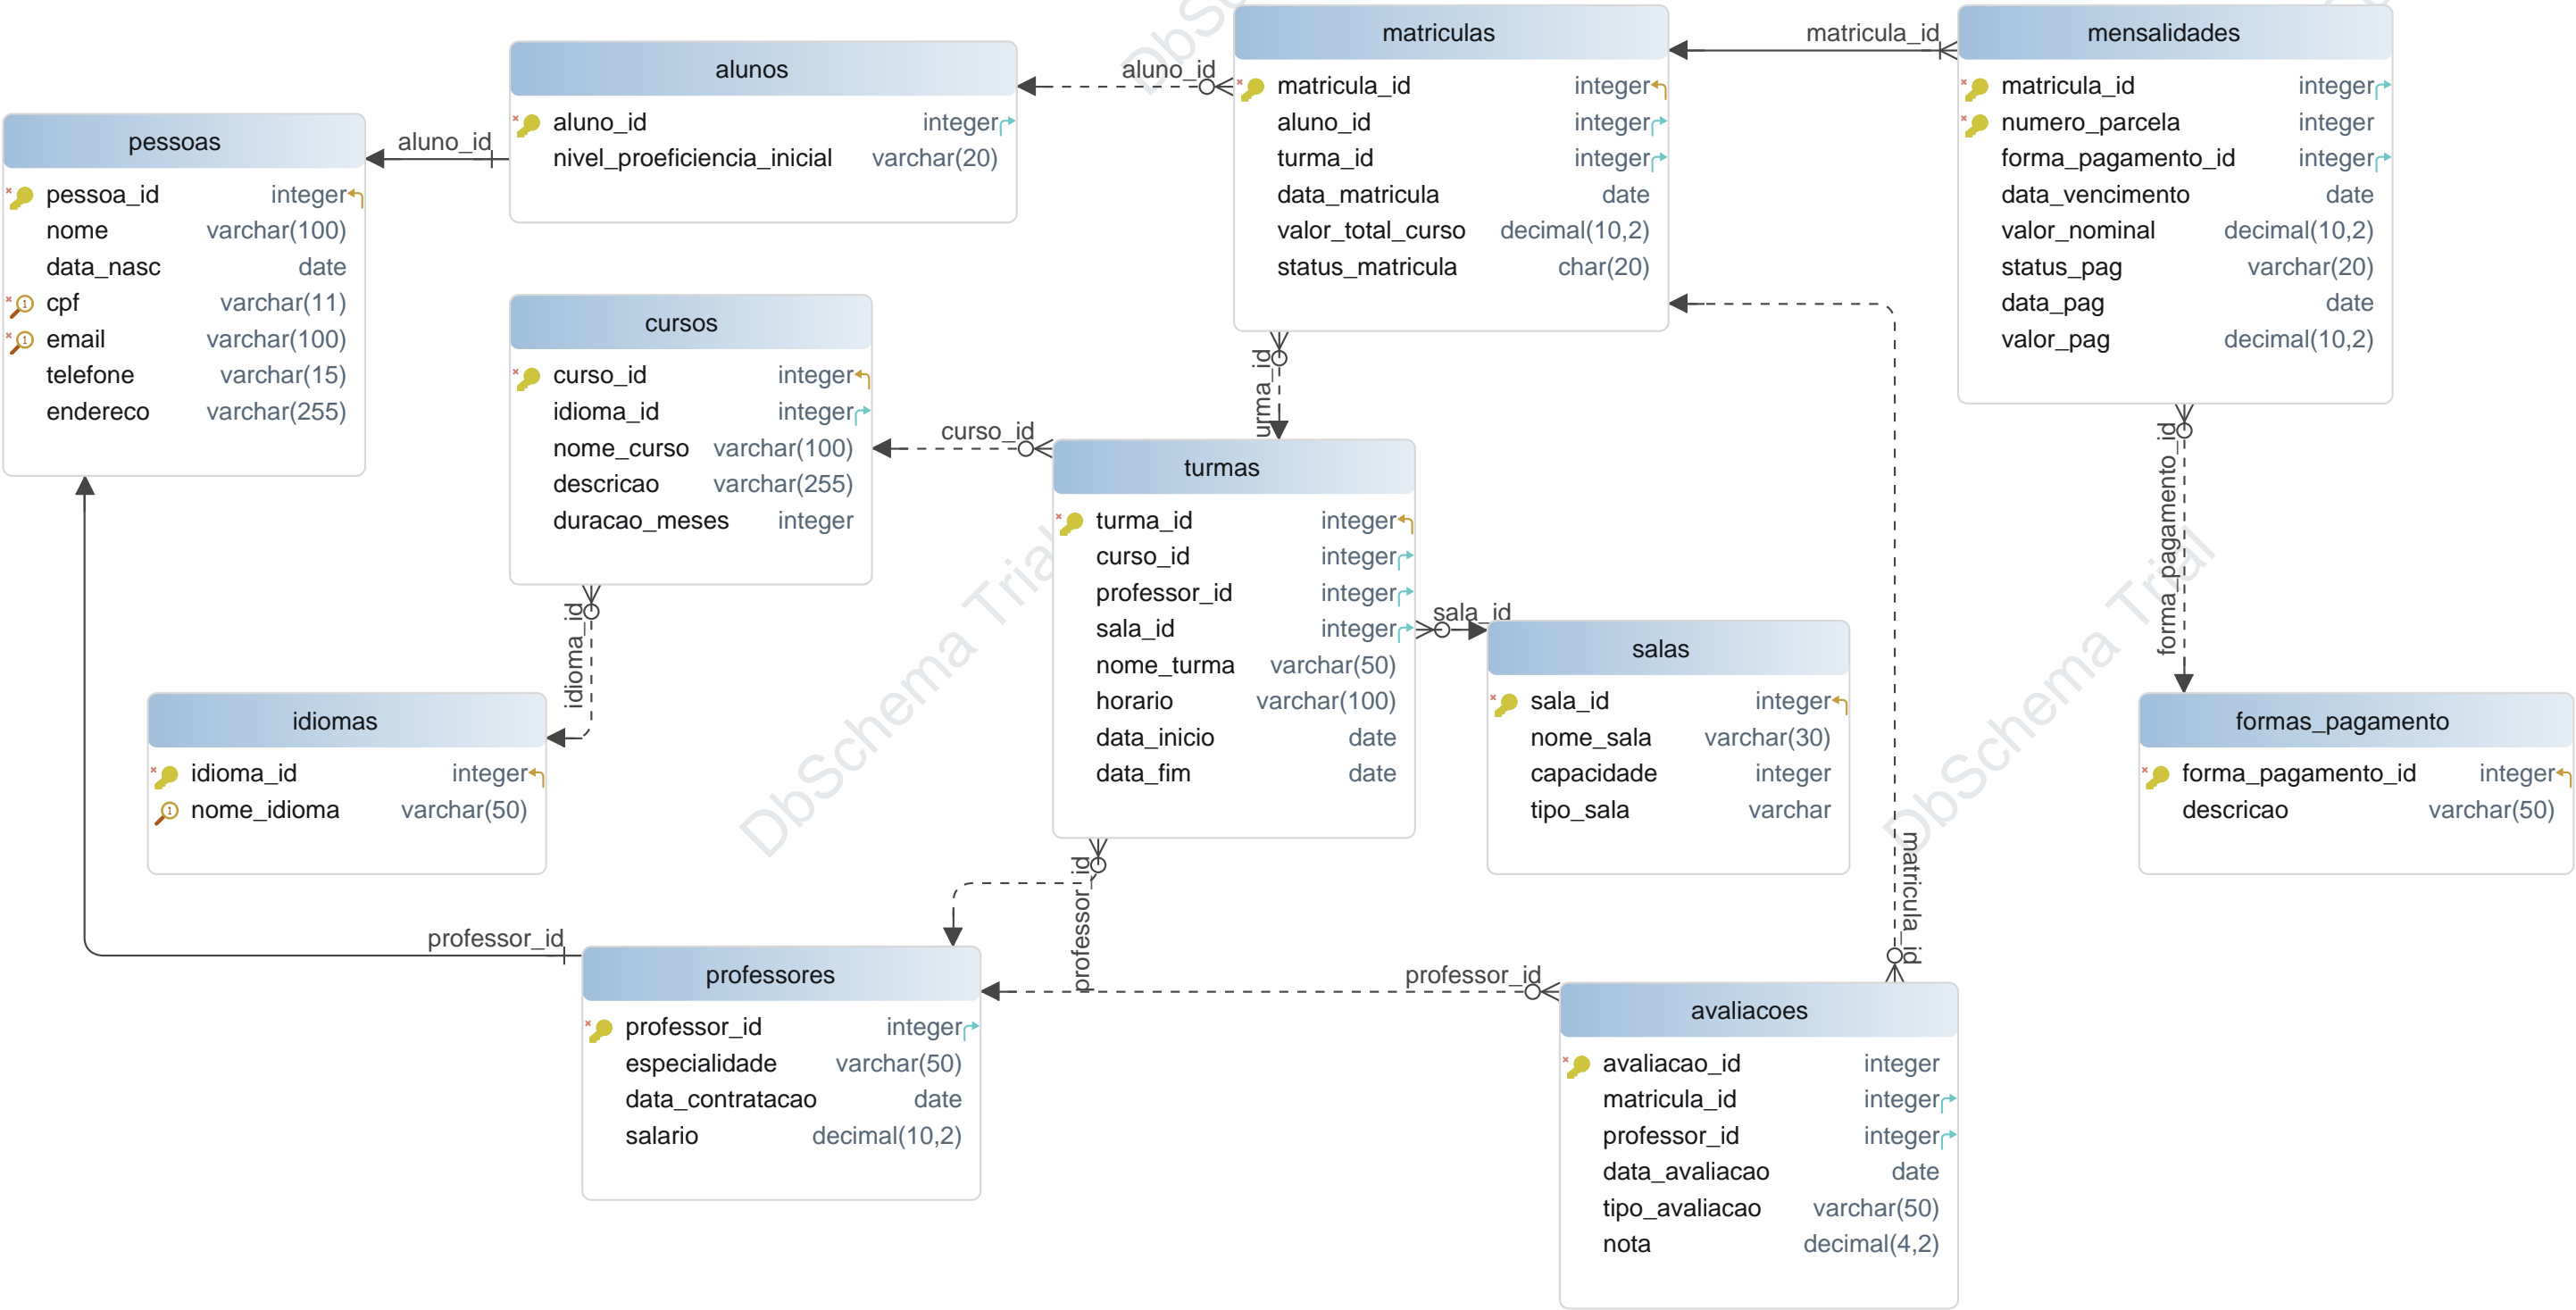 pessoas
pessoa_id integer
nome varchar(100)
data_nasc date
cpf varchar(11)
email varchar(100)
telefone varchar(15)
endereco varchar(255)
aluno_id
alunos
aluno_id integer
nivel_proeficiencia_inicial varchar(20)
aluno_id
matriculas
matricula_id integer
aluno_id integer
turma_id integer
data_matricula date
valor_total_curso decimal(10,2)
status_matricula char(20)
matricula_id
mensalidades
matricula_id integer
numero_parcela integer
forma_pagamento_id integer
data_vencimento date
valor_nominal decimal(10,2)
status_pag varchar(20)
data_pag date
valor_pag decimal(10,2)
cursos
curso_id integer
idioma_id integer
nome_curso varchar(100)
descricao varchar(255)
duracao_meses integer
curso_id
urma_id
turmas
turma_id integer
curso_id integer
professor_id integer
sala_id integer
nome_turma varchar(50)
horario varchar(100)
data_inicio date
data_fim date
sala_id
salas
sala_id integer
nome_sala varchar(30)
capacidade integer
tipo_sala varchar
forma_pagamento_id
formas_pagamento
forma_pagamento_id integer
descricao varchar(50)
idioma_id
idiomas
idioma_id integer
nome_idioma varchar(50)
professor_id
professor_id
professores
professor_id integer
especialidade varchar(50)
data_contratacao date
salario decimal(10,2)
professor_id
matricula_id
avaliacoes
avaliacao_id integer
matricula_id integer
professor_id integer
data_avaliacao date
tipo_avaliacao varchar(50)
nota decimal(4,2)
DbSchema Trial
DbSchema Trial